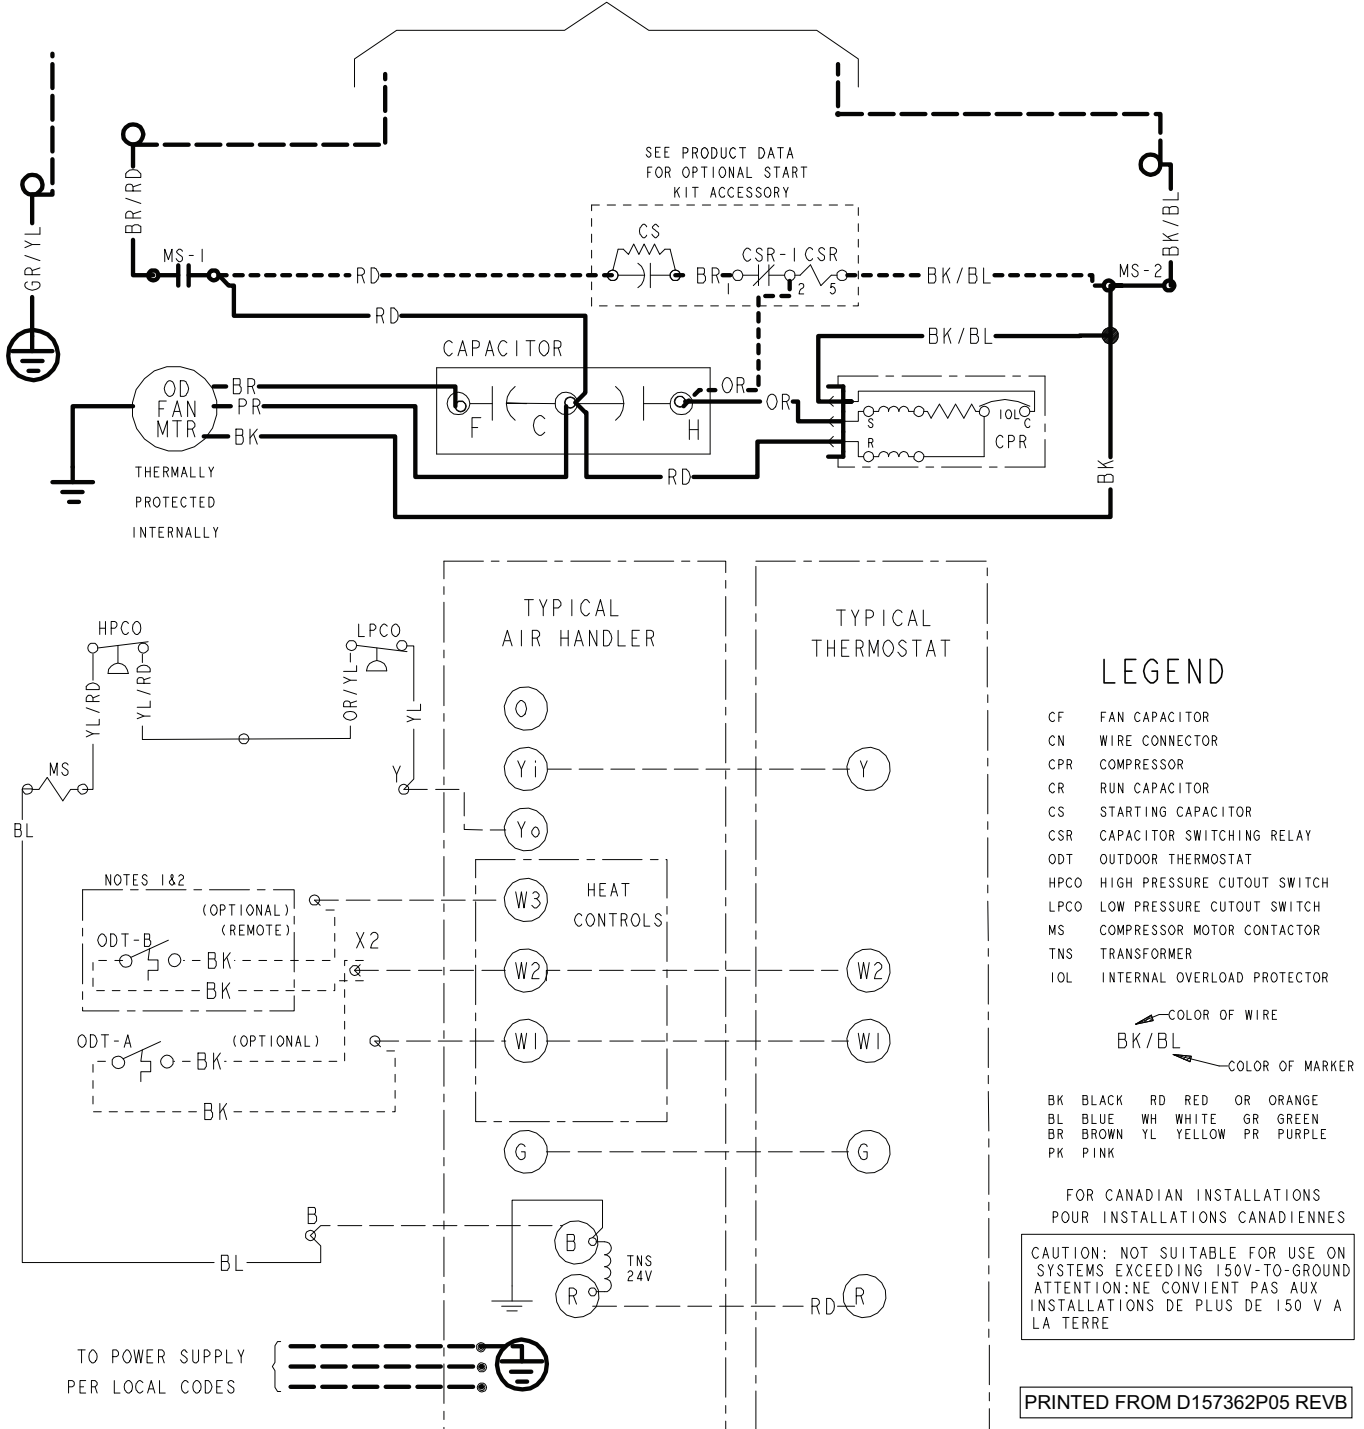 SEE PRODUCT DATA
FOR OPTIONAL START
KIT ACCESSORY
BR/RD
GR/YL
BK/BL
MS-1
RD
CS
BR
CSR-1
CSR
1
2
5
BK/BL
MS-2
RD
BK/BL
CAPACITOR
OD
FAN
MTR
BR
PR
BK
F
C
H
OR
OR
S
R
IOL
C
CPR
RD
BK
THERMALLY
PROTECTED
INTERNALLY
TYPICAL
AIR HANDLER
TYPICAL
THERMOSTAT
HPCO
LPCO
YL/RD
YL/RD
OR/YL
YL
MS
Y
BL
O
Yi
Y
Yo
NOTES 1&2
(OPTIONAL)
(REMOTE)
ODT-B
BK
BK
X2
W3
HEAT
CONTROLS
W2
W2
ODT-A
(OPTIONAL)
BK
BK
W1
W1
G
G
B
BL
B
TNS
24V
R
RD
R
TO POWER SUPPLY
PER LOCAL CODES
LEGEND
CF FAN CAPACITOR
CN WIRE CONNECTOR
CPR COMPRESSOR
CR RUN CAPACITOR
CS STARTING CAPACITOR
CSR CAPACITOR SWITCHING RELAY
ODT OUTDOOR THERMOSTAT
HPCO HIGH PRESSURE CUTOUT SWITCH
LPCO LOW PRESSURE CUTOUT SWITCH
MS COMPRESSOR MOTOR CONTACTOR
TNS TRANSFORMER
IOL INTERNAL OVERLOAD PROTECTOR
COLOR OF WIRE
BK/BL
COLOR OF MARKER
BK BLACK RD RED OR ORANGE
BL BLUE WH WHITE GR GREEN
BR BROWN YL YELLOW PR PURPLE
PK PINK
FOR CANADIAN INSTALLATIONS
POUR INSTALLATIONS CANADIENNES
CAUTION: NOT SUITABLE FOR USE ON
SYSTEMS EXCEEDING 150V-TO-GROUND
ATTENTION:NE CONVIENT PAS AUX
INSTALLATIONS DE PLUS DE 150 V A
LA TERRE
PRINTED FROM D157362P05 REVB